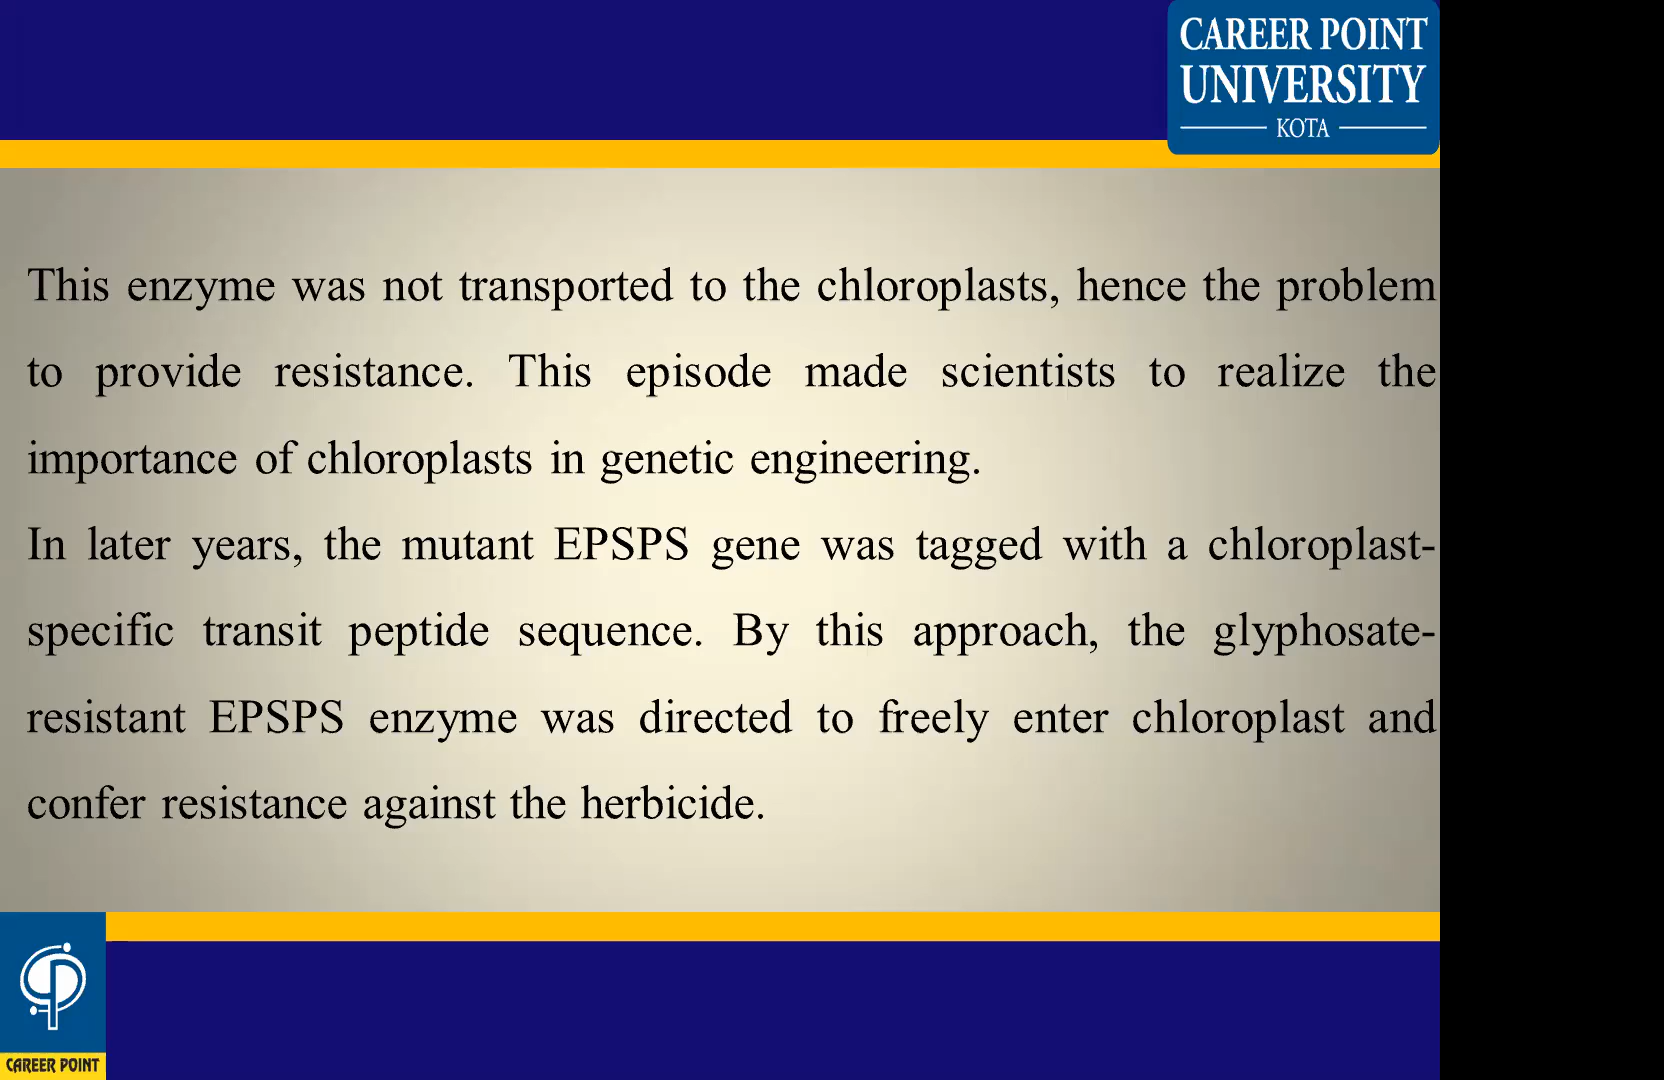 CAREER POINT
UNIVERSITY
KOTA
This enzyme was not transported to the chloroplasts, hence the problem
to provide resistance. This episode made scientists to realize the
importance of chloroplasts in genetic engineering.
In later years, the mutant EPSPS gene was tagged with a chloroplast-
specific transit peptide sequence. By this approach, the glyphosate-
resistant EPSPS enzyme was directed to freely enter chloroplast and
confer resistance against the herbicide.
CAREER POINT